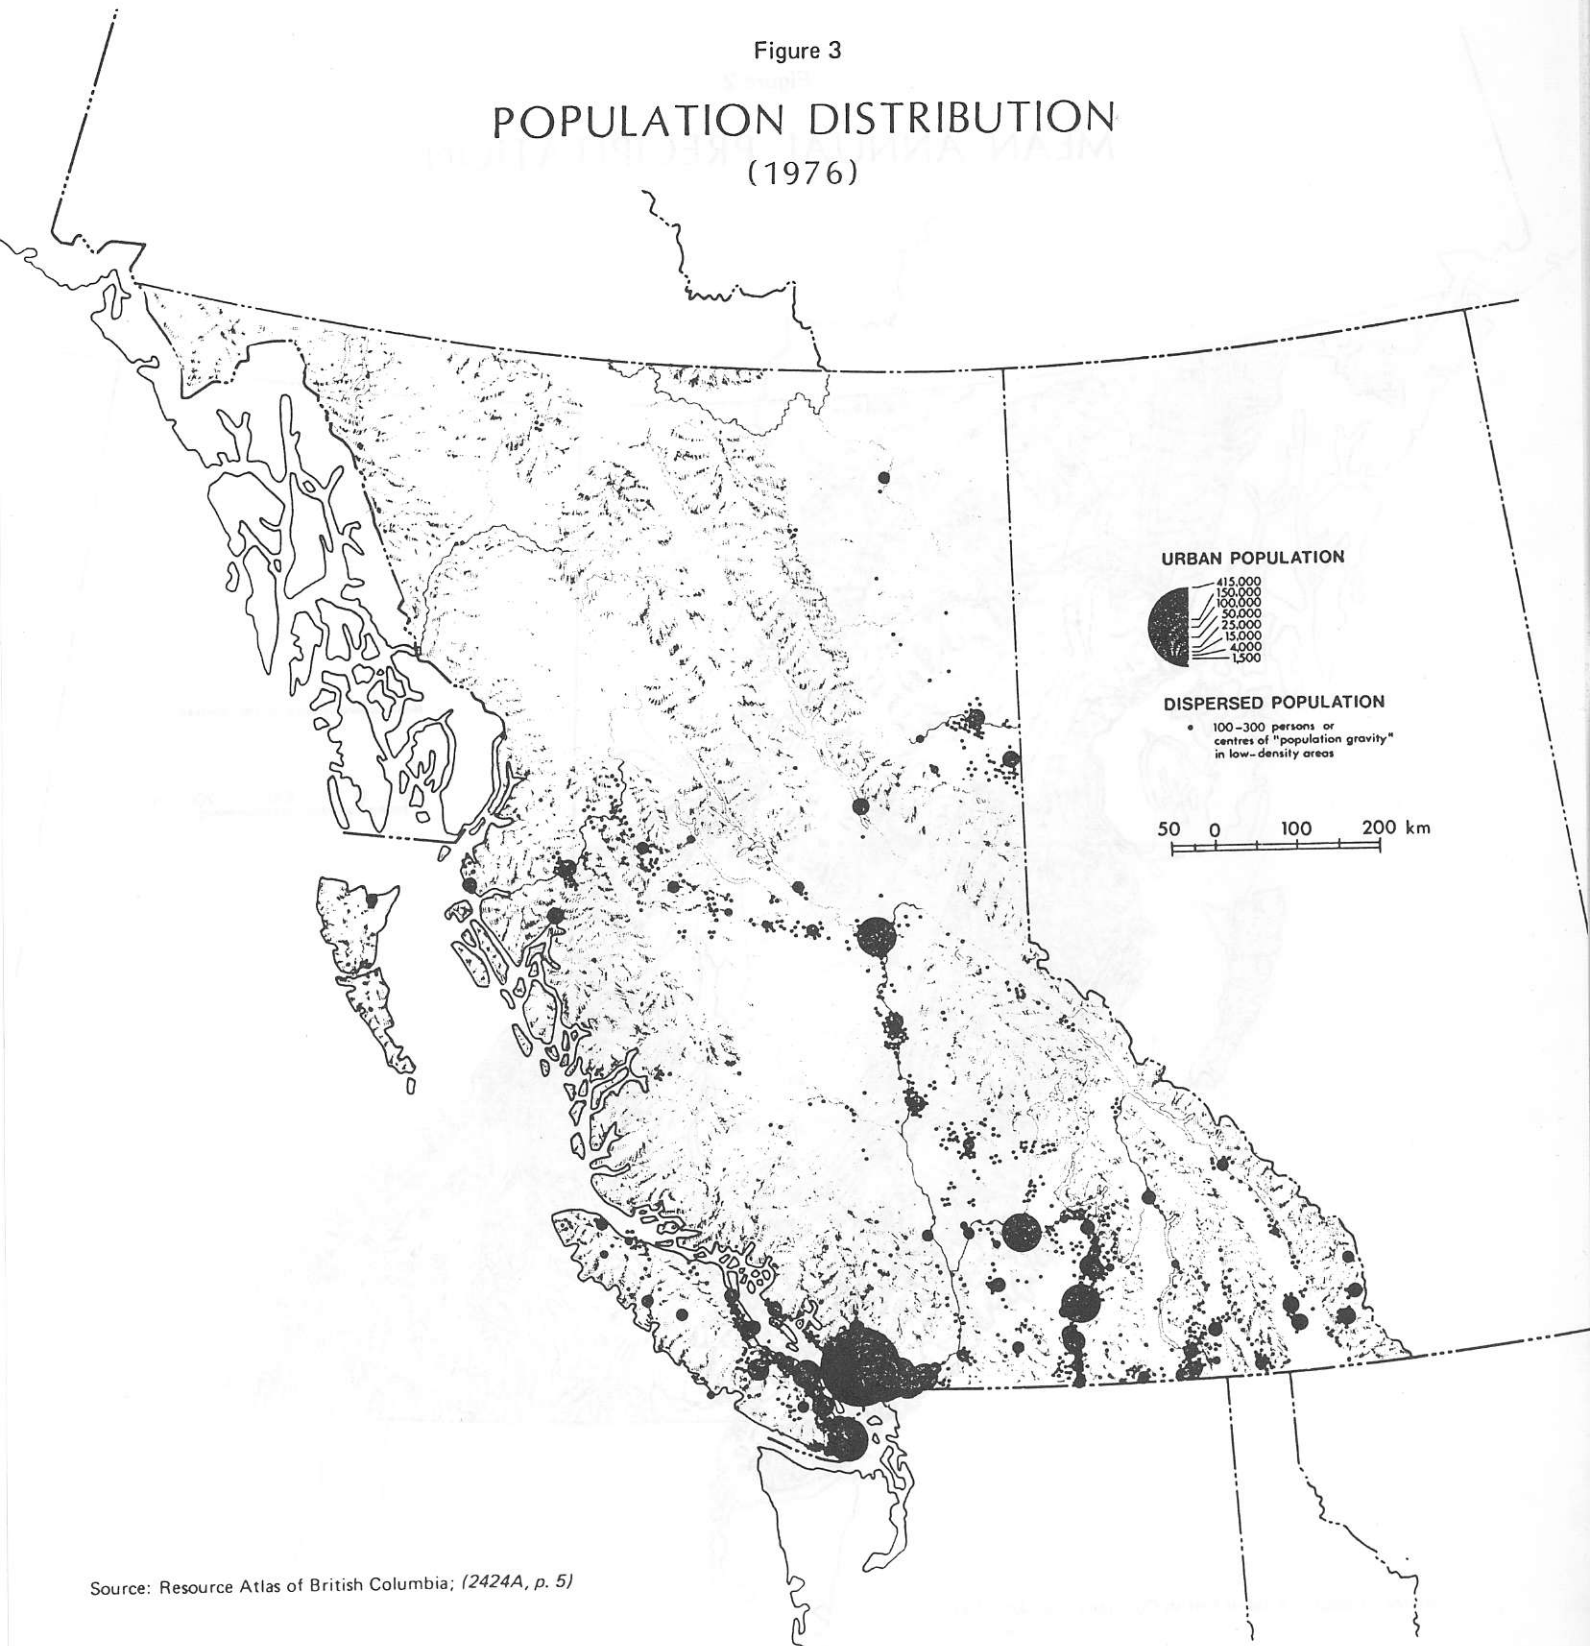 Figure 3
POPULATION DISTRIBUTION
(1976)
URBAN POPULATION
415,000
150,000
100,000
50,000
25,000
15,000
4,000
1,500
DISPERSED POPULATION
• 100-300 persons or
centres of "population gravity"
in low-density areas
50 0 100 200 km
Source: Resource Atlas of British Columbia; (2424A, p. 5)